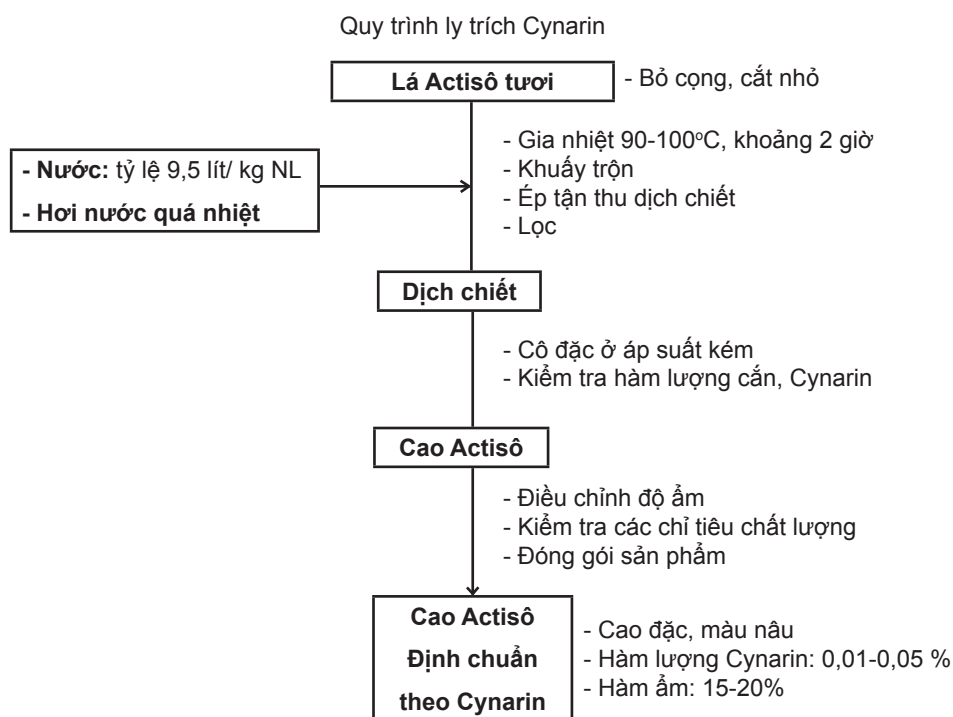 Quy trình ly trích Cynarin
Lá Actisô tươi
- Bỏ cọng, cắt nhỏ
- Nước: tỷ lệ 9,5 lít/ kg NL
- Hơi nước quá nhiệt
- Gia nhiệt 90-100°C, khoảng 2 giờ
- Khuấy trộn
- Ép tận thu dịch chiết
- Lọc
Dịch chiết
- Cô đặc ở áp suất kém
- Kiểm tra hàm lượng cắn, Cynarin
Cao Actisô
- Điều chỉnh độ ẩm
- Kiểm tra các chỉ tiêu chất lượng
- Đóng gói sản phẩm
Cao Actisô
Định chuẩn
theo Cynarin
- Cao đặc, màu nâu
- Hàm lượng Cynarin: 0,01-0,05 %
- Hàm ẩm: 15-20%